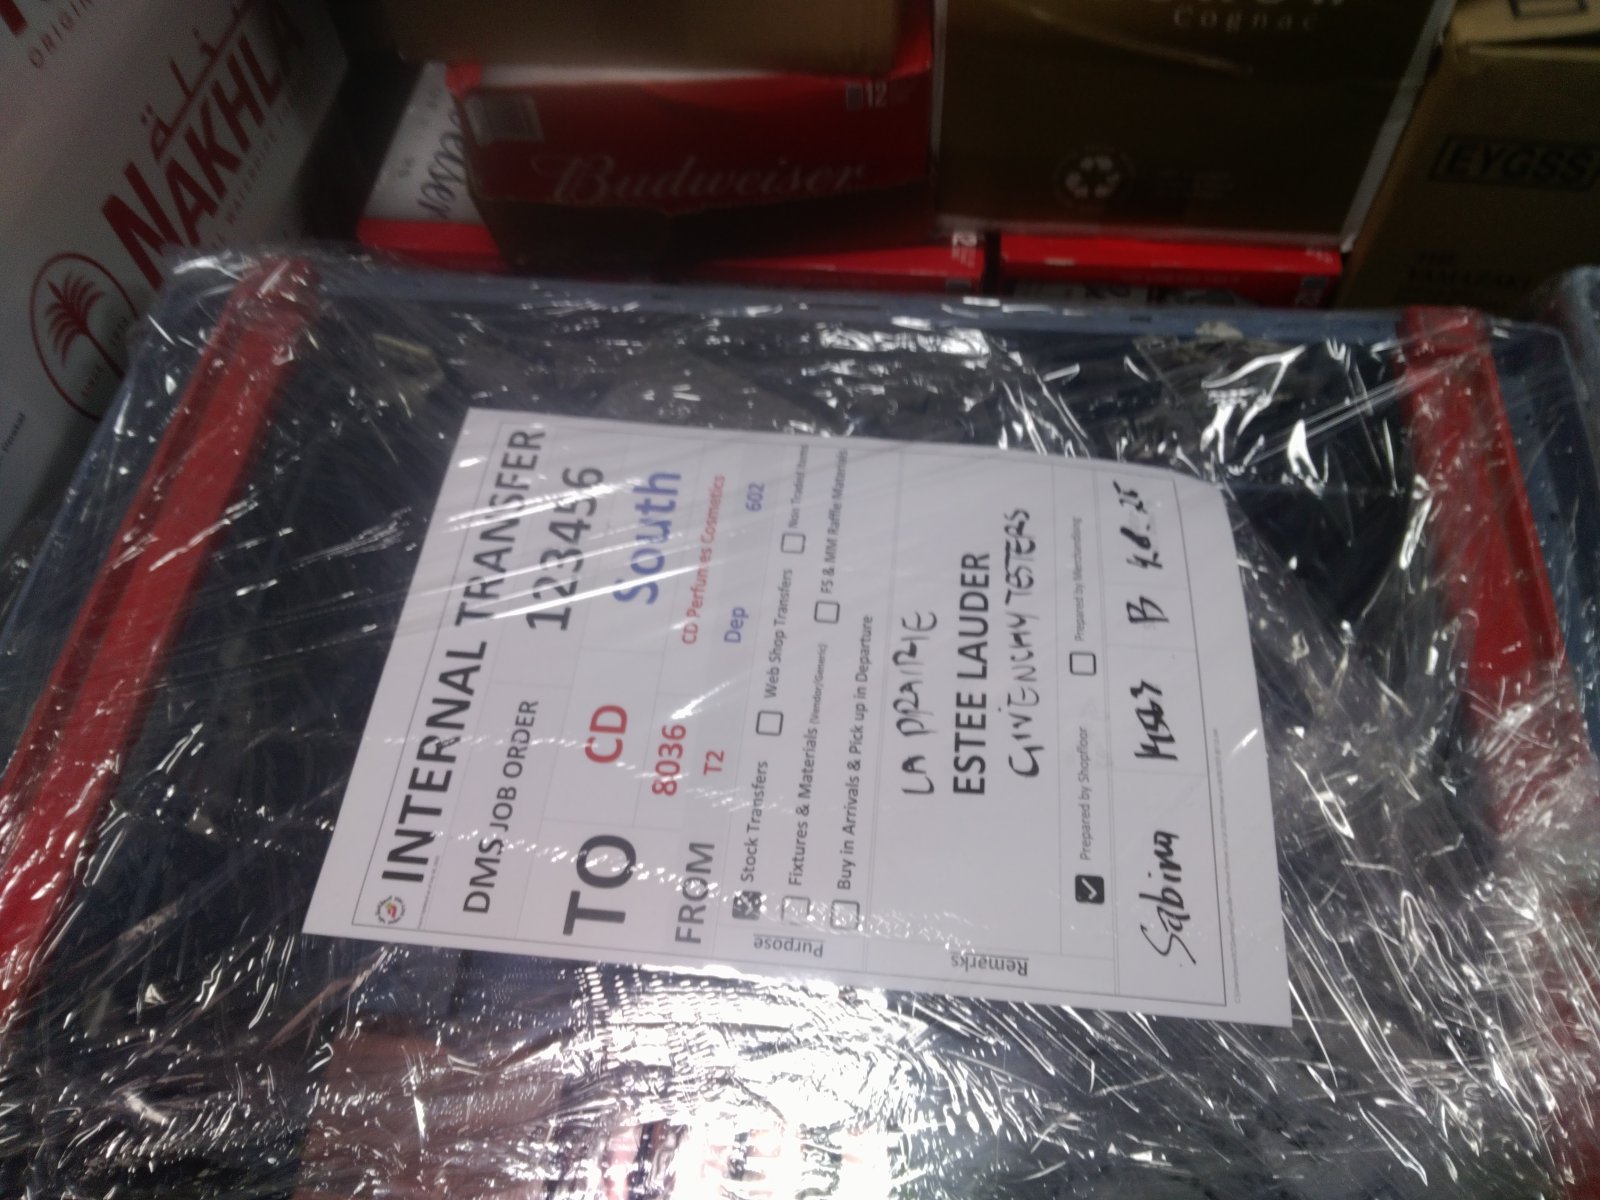 نخلة
NAKHLA
Budweiser
12
Cognac
EYGSS
INTERNAL TRANSFER
DMS JOB ORDER 123456
TO CD South
8036 CD Perfumes Cosmetics
FROM T2 Dep 602
Purpose
Stock Transfers Web Shop Transfers Non Traded Items
Fixtures & Materials (Vendor/Generic) FS & MM Raffle Materials
Buy in Arrivals & Pick up in Departure
Remarks
LA PRAIRIE
ESTEE LAUDER
GIVENCHY TESTERS
Prepared by Shopfloor Prepared by Merchandising
Sabina B